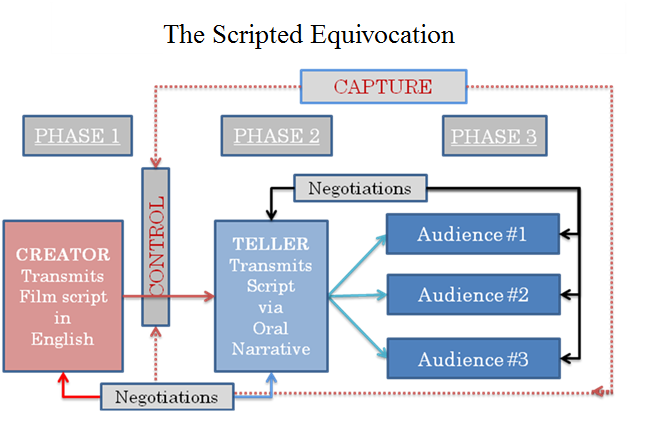 The Scripted Equivocation
CAPTURE
PHASE 1
PHASE 2
PHASE 3
CREATOR
Transmits
Film script
in
English
CONTROL
TELLER
Transmits
Script
via
Oral
Narrative
Negotiations
Audience #1
Audience #2
Audience #3
Negotiations